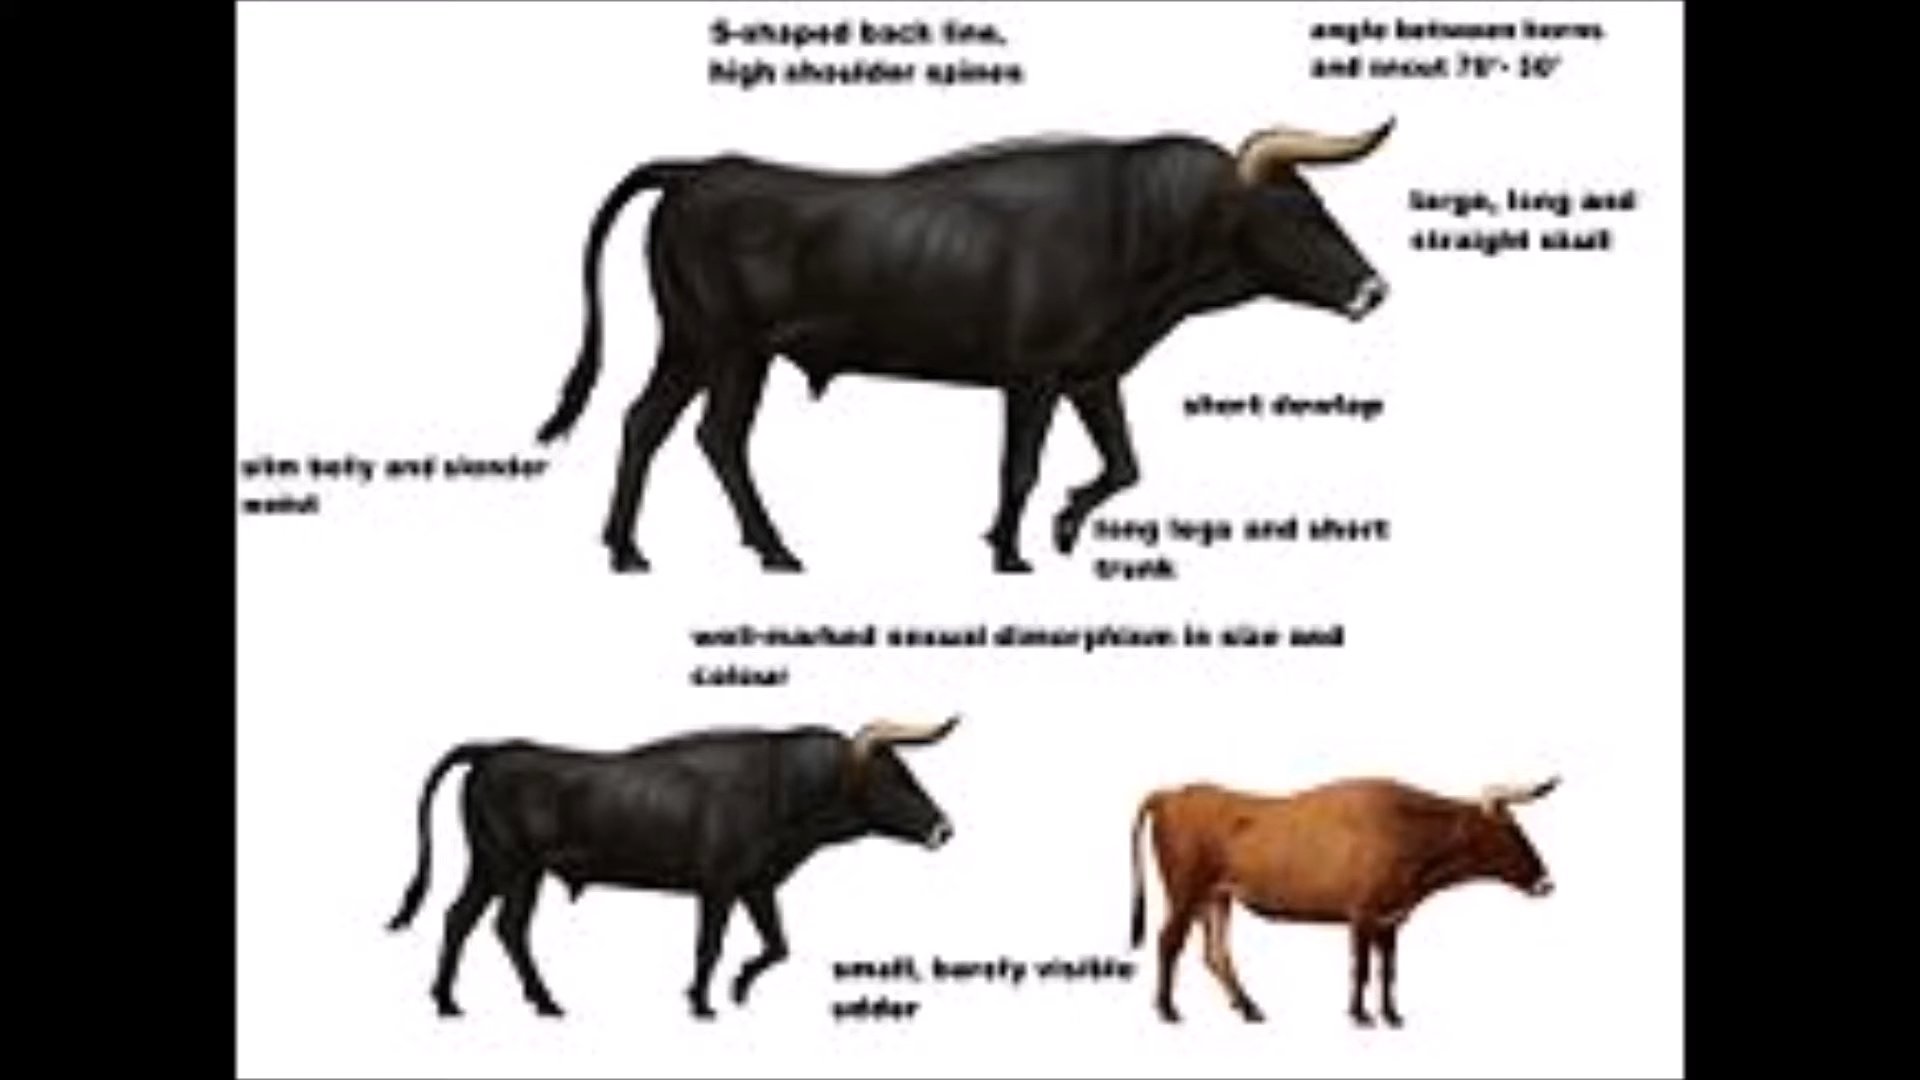 S-shaped back line,
high shoulder spines
angle between horns
and snout 70°-
large, long and
straight skull
short dewlap
slim belly and slender
waist
long legs and short
trunk
well-marked sexual dimorphism in size and
colour
small, barely visible
udder